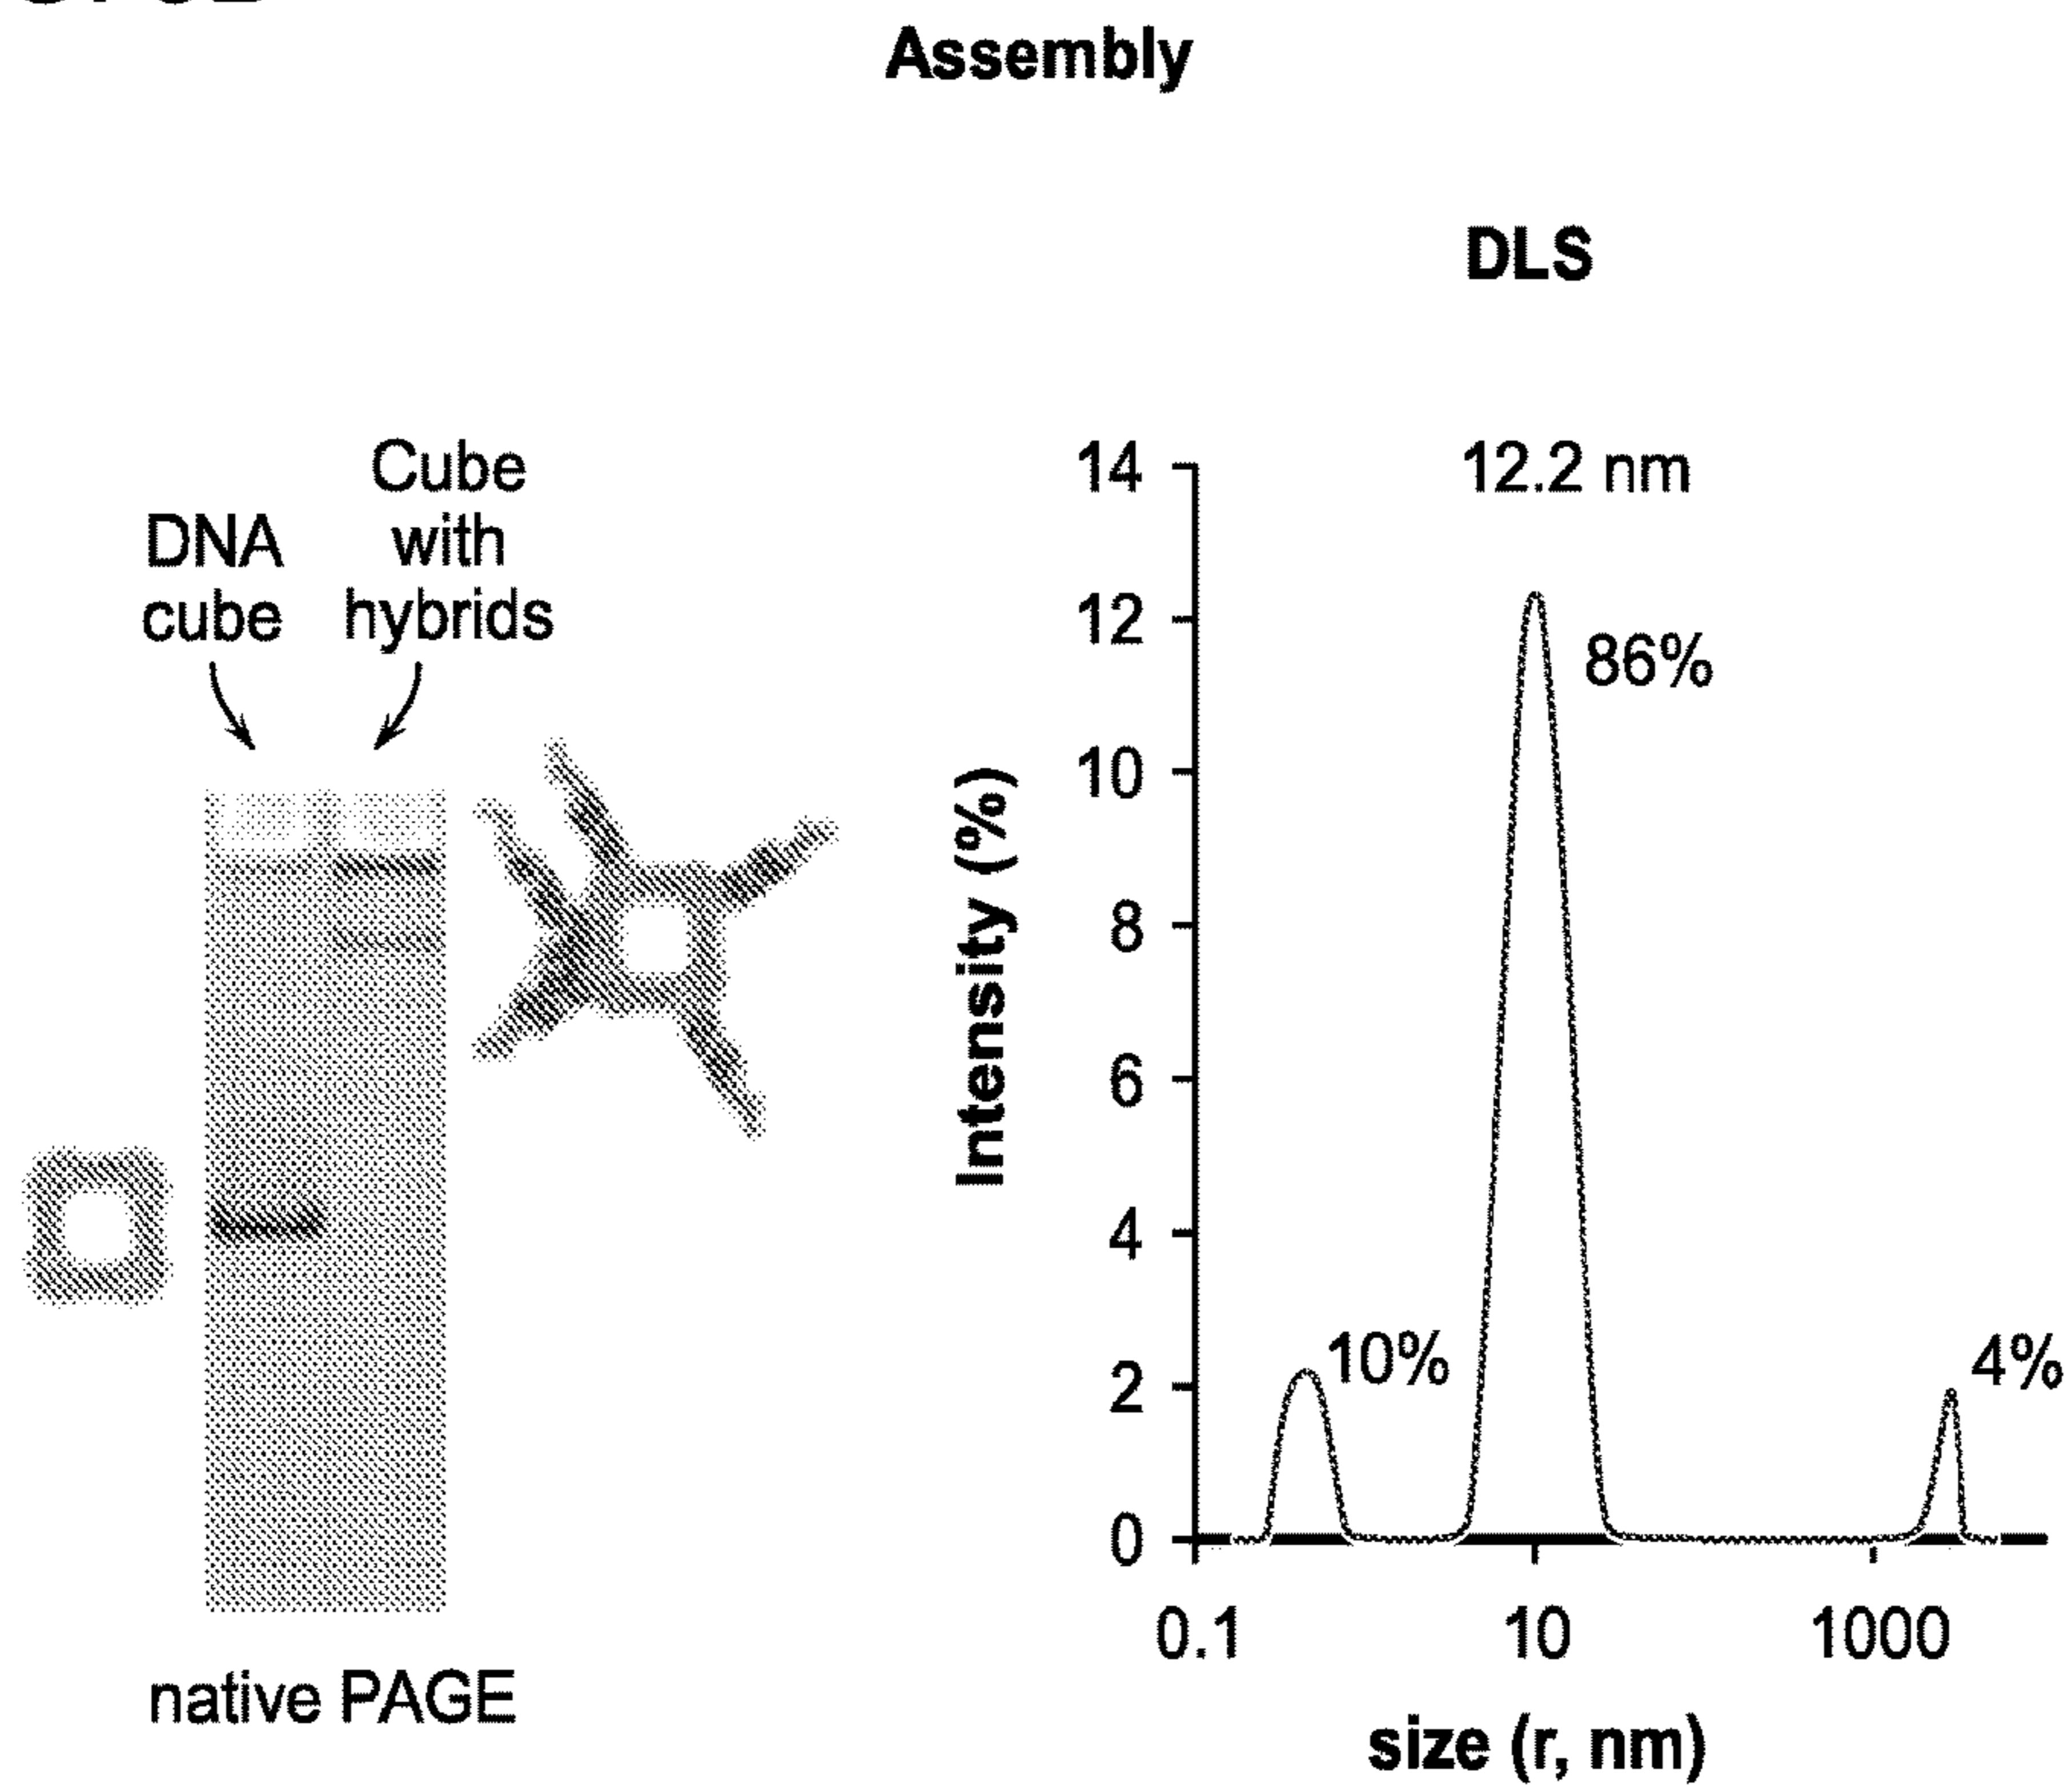 Assembly
DNA
cube
Cube
with
hybrids
native PAGE
DLS
12.2 nm
86%
10%
4%
Intensity (%)
14
12
10
8
6
4
2
0
0.1 10 1000
size (r, nm)